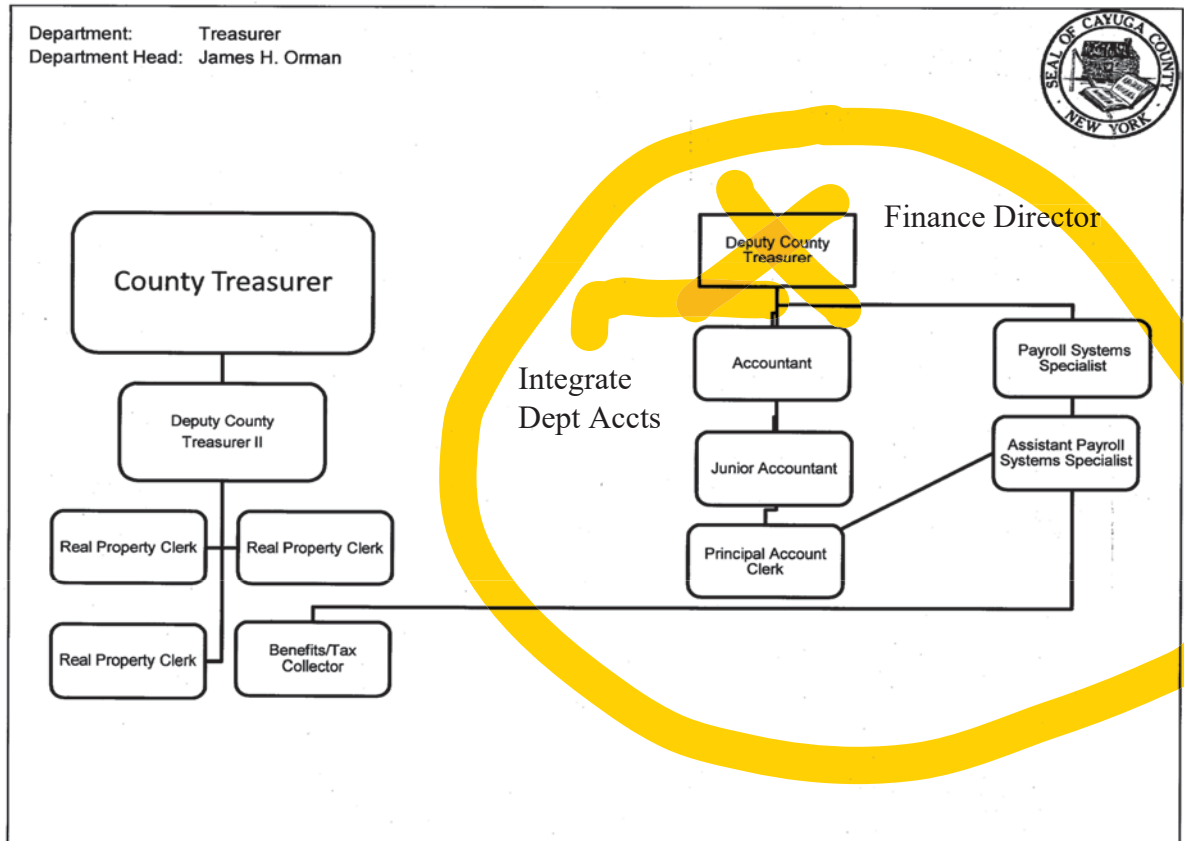 Department: Treasurer
Department Head: James H. Orman
SEAL OF CAYUGA COUNTY
NEW YORK
County Treasurer
Deputy County
Treasurer II
Real Property Clerk
Real Property Clerk
Real Property Clerk
Benefits/Tax
Collector
Finance Director
Deputy County
Treasurer
Integrate
Dept Accts
Accountant
Junior Accountant
Principal Account
Clerk
Payroll Systems
Specialist
Assistant Payroll
Systems Specialist